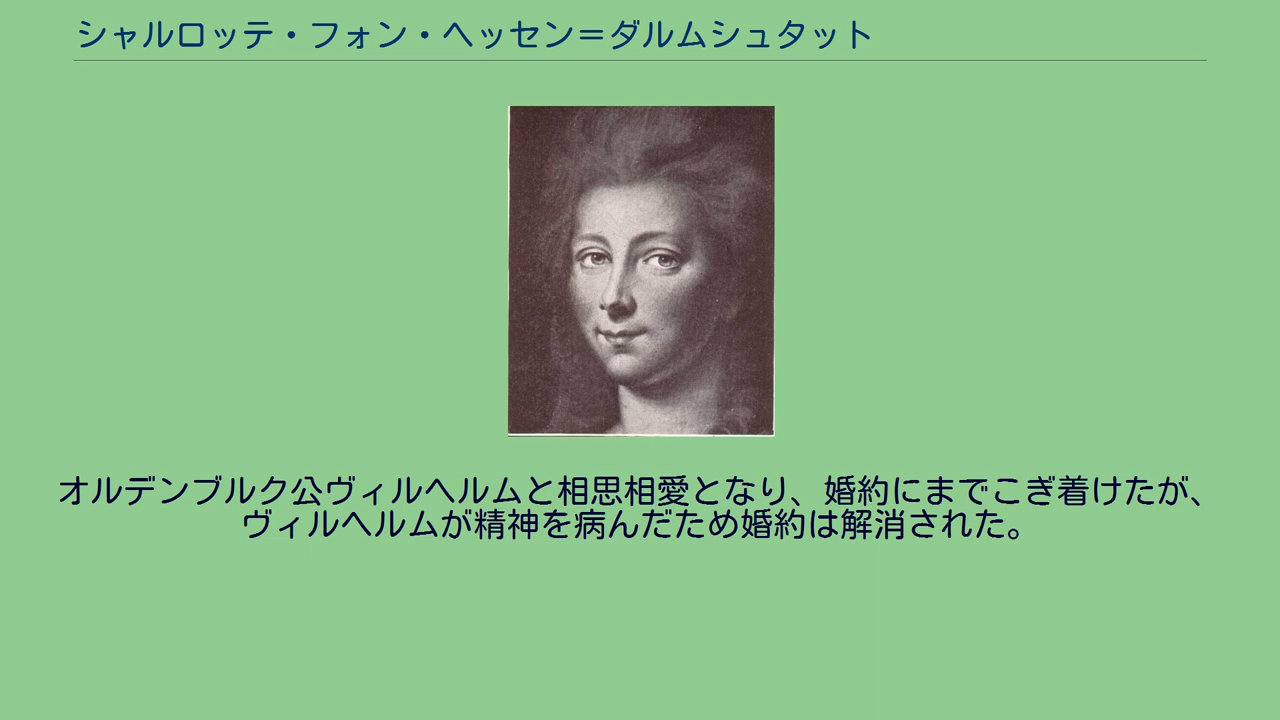 シャルロッテ・フォン・ヘッセン＝ダルムシュタット
オルデンブルク公ヴィルヘルムと相思相愛となり、婚約にまでこぎ着けたが、
ヴィルヘルムが精神を病んだため婚約は解消された。